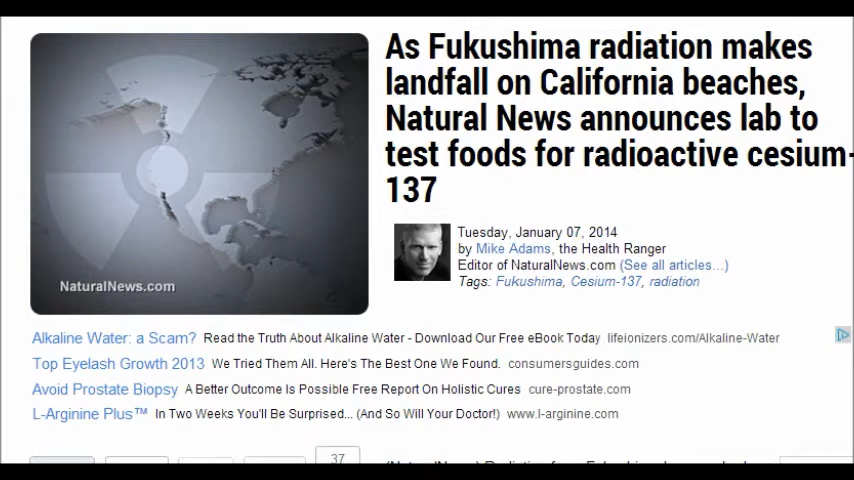 As Fukushima radiation makes
landfall on California beaches,
Natural News announces lab to
test foods for radioactive cesium-
137
Tuesday, January 07, 2014
by Mike Adams, the Health Ranger
Editor of NaturalNews.com (See all articles...)
Tags: Fukushima, Cesium-137, radiation
NaturalNews.com
Alkaline Water: a Scam? Read the Truth About Alkaline Water - Download Our Free eBook Today lifeionizers.com/Alkaline-Water
Top Eyelash Growth 2013 We Tried Them All. Here's The Best One We Found. consumersguides.com
Avoid Prostate Biopsy A Better Outcome Is Possible Free Report On Holistic Cures cure-prostate.com
L-Arginine Plus™ In Two Weeks You'll Be Surprised... (And So Will Your Doctor!) www.l-arginine.com
37